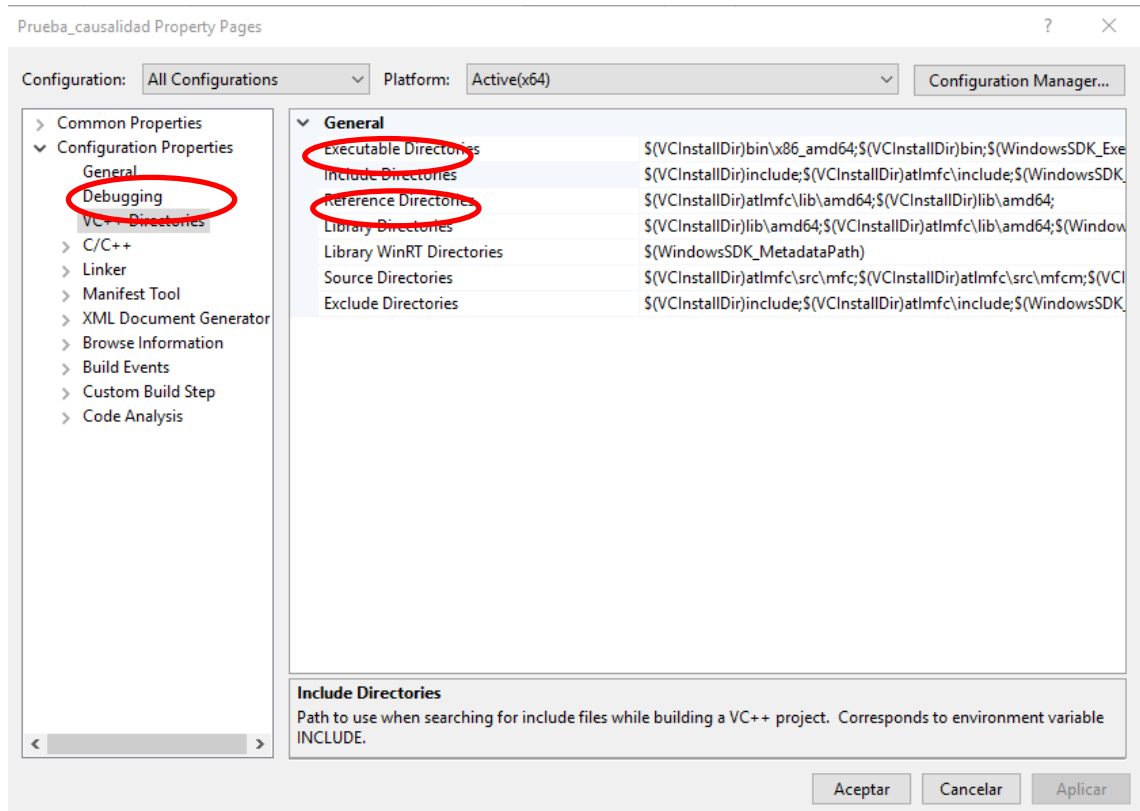 Prueba_causalidad Property Pages
Configuration: All Configurations Platform: Active(x64) Configuration Manager...
Common Properties
Configuration Properties
General
Debugging
VC++ Directories
C/C++
Linker
Manifest Tool
XML Document Generator
Browse Information
Build Events
Custom Build Step
Code Analysis
General
Executable Directories $(VCInstallDir)bin\x86_amd64;$(VCInstallDir)bin;$(WindowsSDK_Exe
Include Directories $(VCInstallDir)include;$(VCInstallDir)atlmfc\include;$(WindowsSDK_
Reference Directories $(VCInstallDir)atlmfc\lib\amd64;$(VCInstallDir)lib\amd64;
Library Directories $(VCInstallDir)lib\amd64;$(VCInstallDir)atlmfc\lib\amd64;$(Window
Library WinRT Directories $(WindowsSDK_MetadataPath)
Source Directories $(VCInstallDir)atlmfc\src\mfc;$(VCInstallDir)atlmfc\src\mfcm;$(VCI
Exclude Directories $(VCInstallDir)include;$(VCInstallDir)atlmfc\include;$(WindowsSDK_
Include Directories
Path to use when searching for include files while building a VC++ project. Corresponds to environment variable
INCLUDE.
Aceptar Cancelar Aplicar